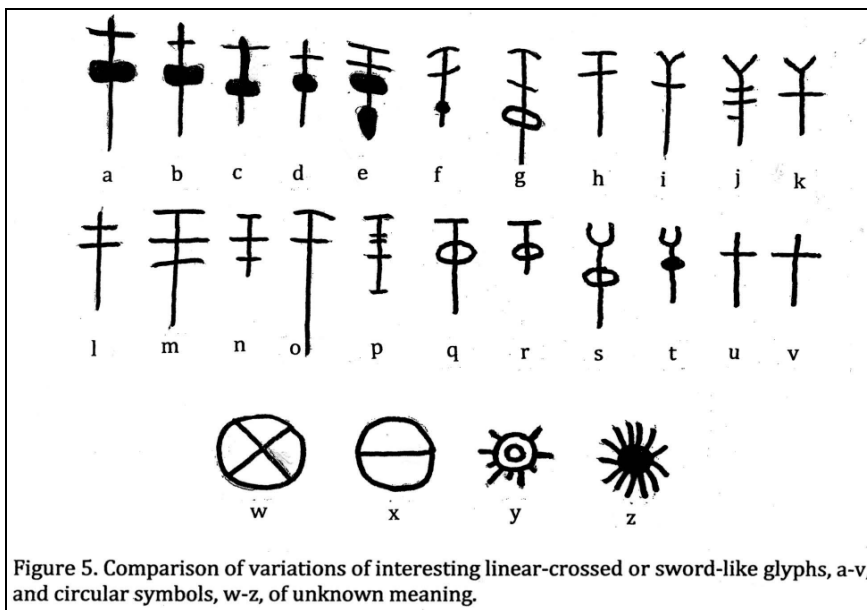 a b c d e f g h i j k
l m n o p q r s t u v
w x y z
Figure 5. Comparison of variations of interesting linear-crossed or sword-like glyphs, a-v,
and circular symbols, w-z, of unknown meaning.